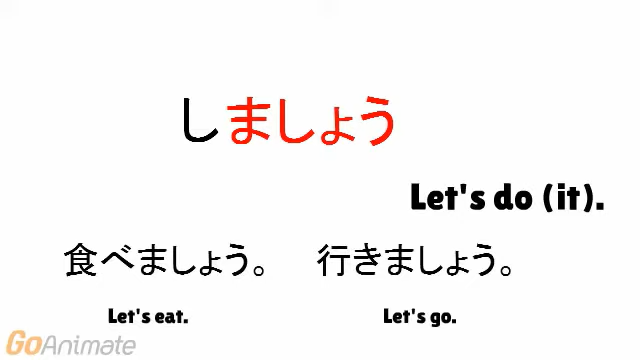 しましょう
Let's do (it).
食べましょう。 行きましょう。
Let's eat. Let's go.
GoAnimate